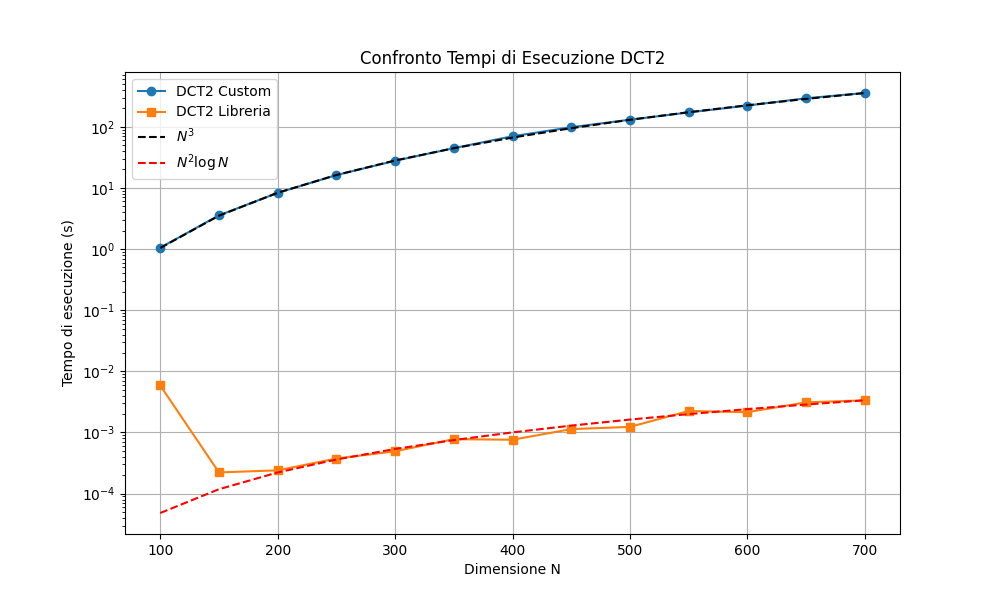 Confronto Tempi di Esecuzione DCT2
DCT2 Custom
DCT2 Libreria
N³
N² log N
10²
10¹
10⁰
10⁻¹
10⁻²
10⁻³
10⁻⁴
Tempo di esecuzione (s)
100 200 300 400 500 600 700
Dimensione N